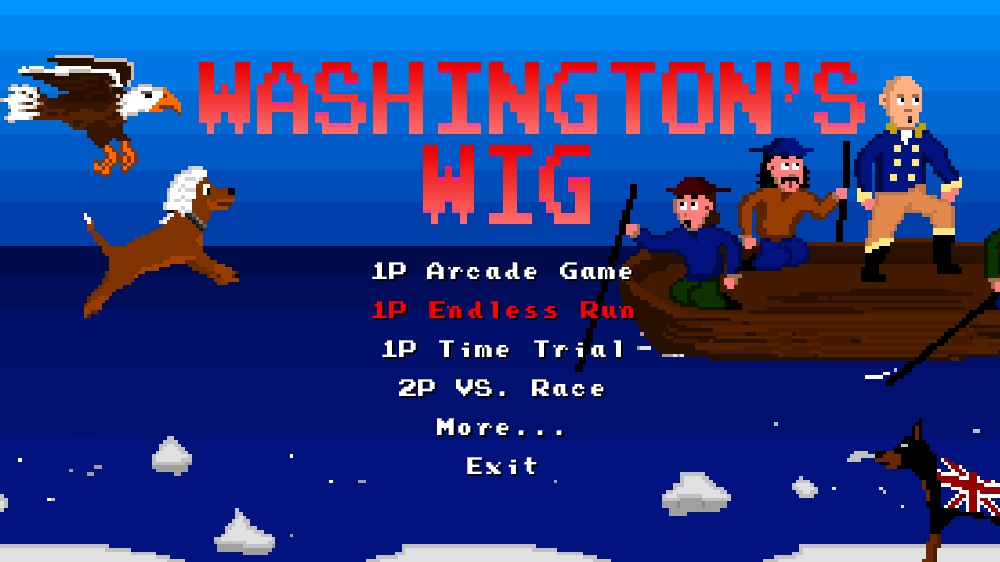 WASHINGTON'S
WIG
1P Arcade Game
1P Endless Run
1P Time Trial
2P VS. Race
More...
Exit